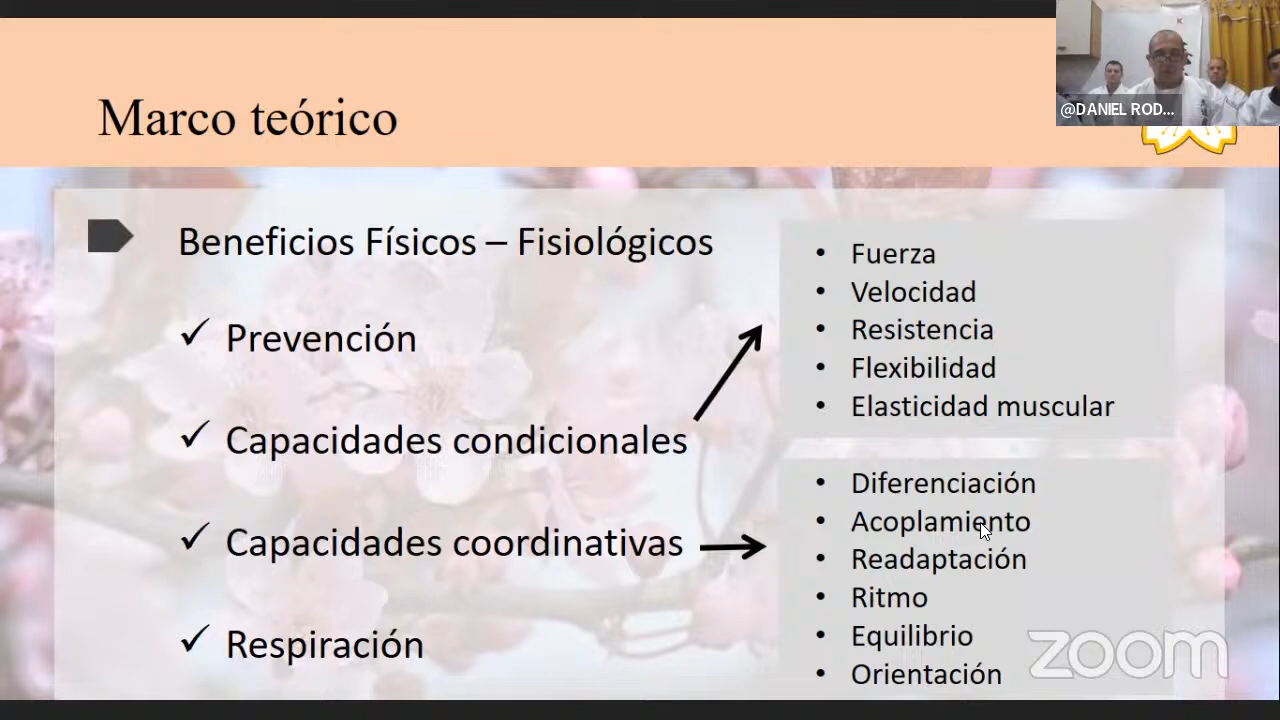 Marco teórico
@DANIEL ROD...
Beneficios Físicos – Fisiológicos
Prevención
Capacidades condicionales
Capacidades coordinativas
Respiración
Fuerza
Velocidad
Resistencia
Flexibilidad
Elasticidad muscular
Diferenciación
Acoplamiento
Readaptación
Ritmo
Equilibrio
Orientación
zoom